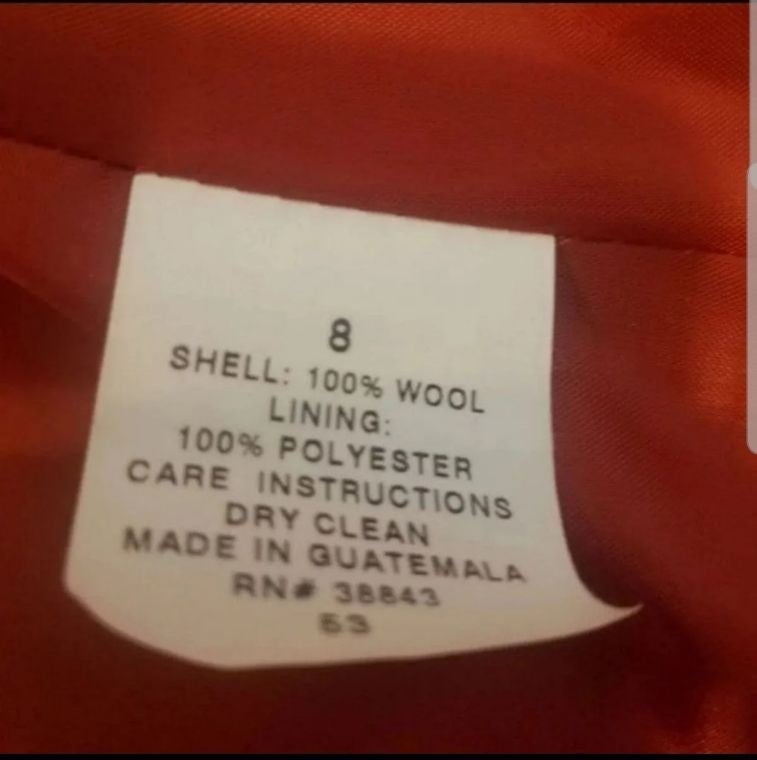 8
SHELL: 100% WOOL
LINING:
100% POLYESTER
CARE INSTRUCTIONS
DRY CLEAN
MADE IN GUATEMALA
RN# 38843
53